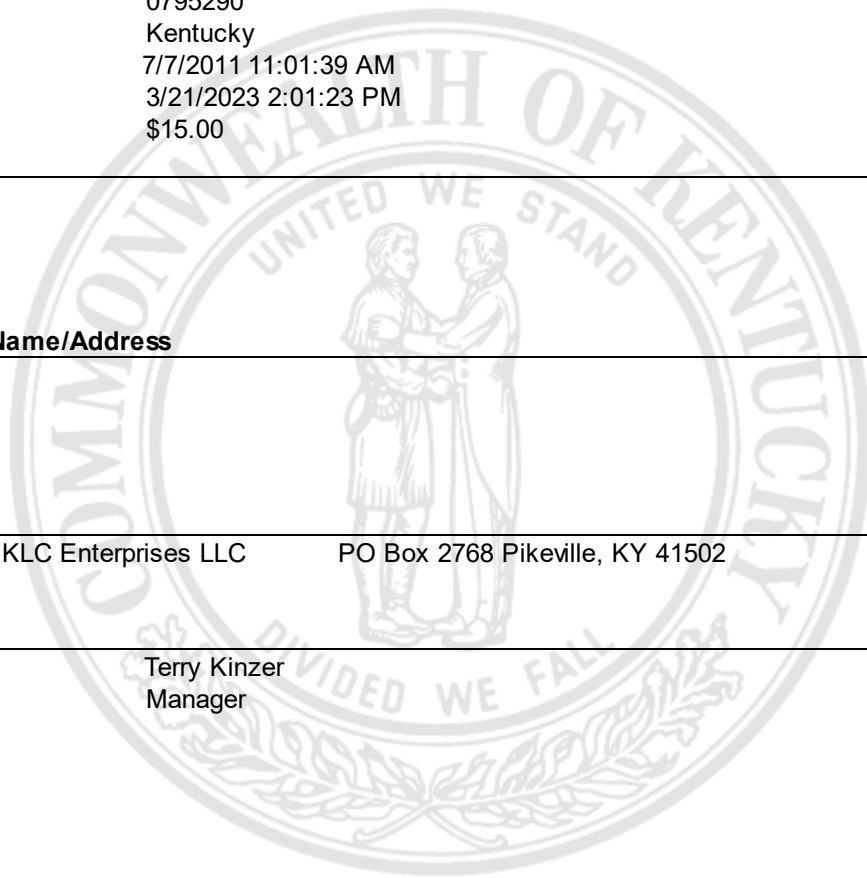 0795290
Kentucky
7/7/2011 11:01:39 AM
3/21/2023 2:01:23 PM
$15.00
COMMONWEALTH OF KENTUCKY
UNITED WE STAND
Name/Address
KLC Enterprises LLC PO Box 2768 Pikeville, KY 41502
DIVIDED WE FALL
Terry Kinzer
Manager